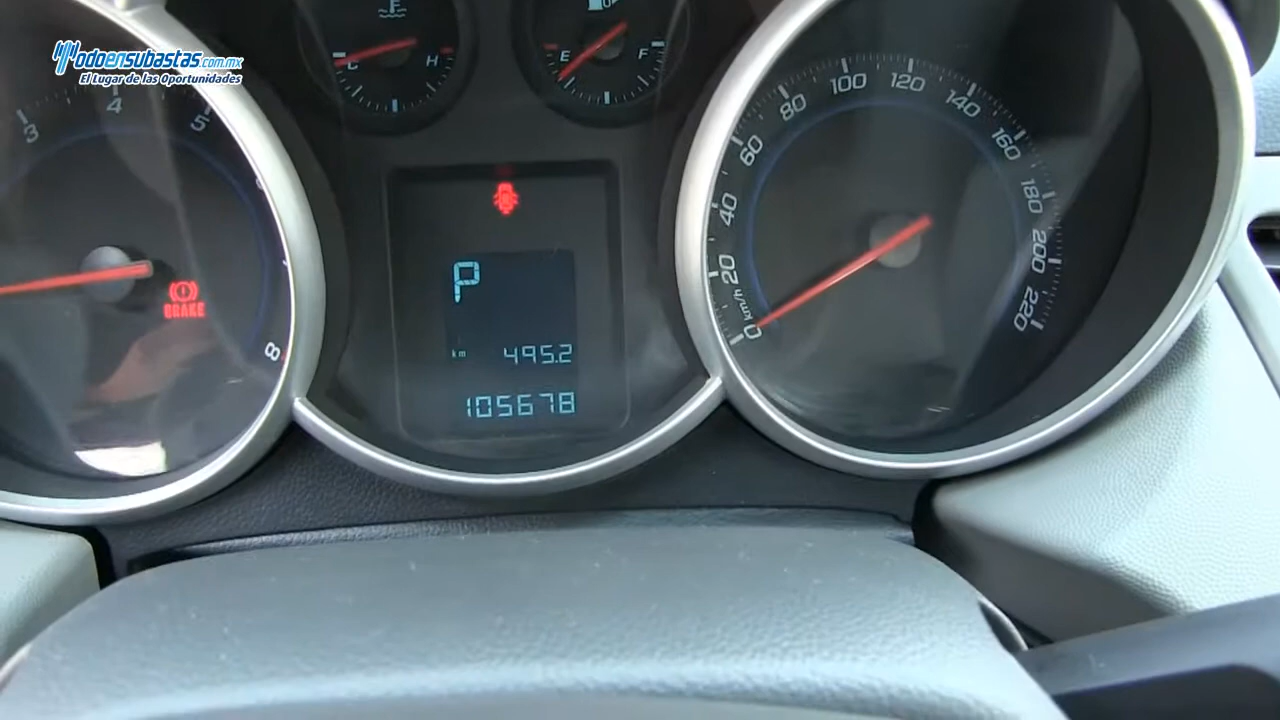 todoensubastas.com.mx
El Lugar de las Oportunidades
C H
E F
3 4 5 8
BRAKE
P
km 495.2
105678
0 20 40 60 80 100 120 140 160 180 200 220
km/h